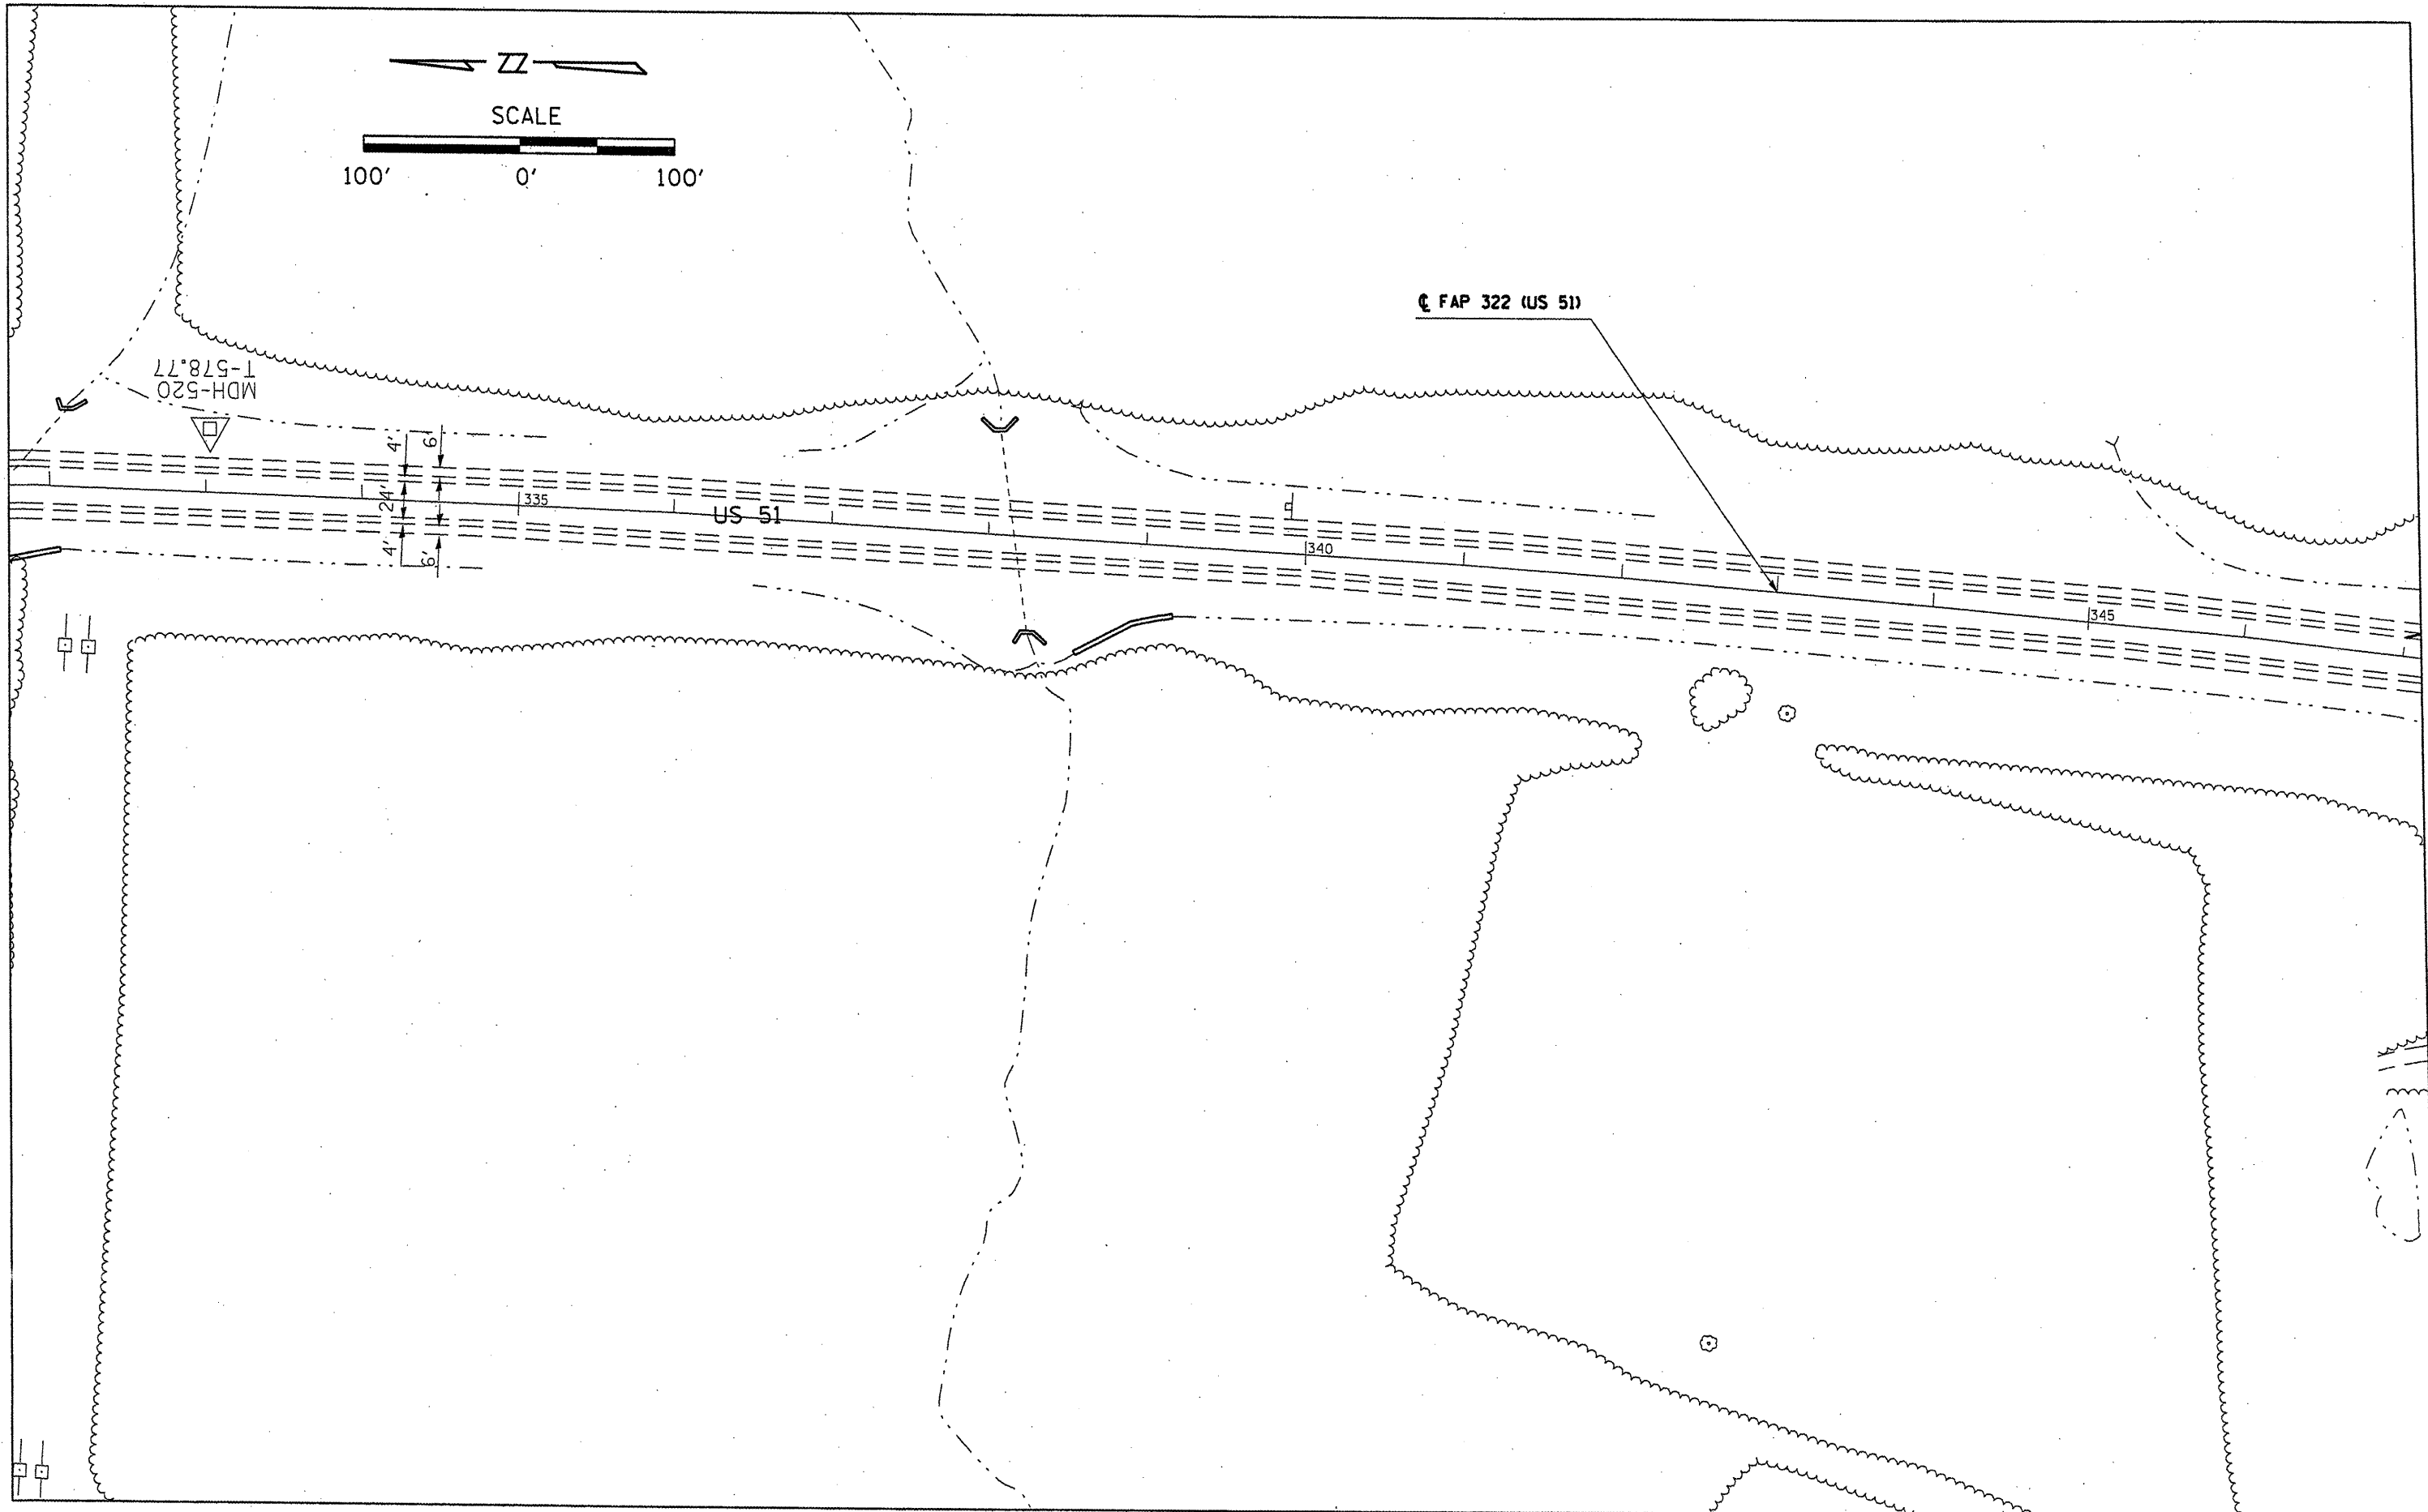 ZZ
SCALE
100' 0' 100'
℄ FAP 322 (US 51)
MDH-520
T-578.77
4' 6'
24'
4' 6'
335
US 51
340
345